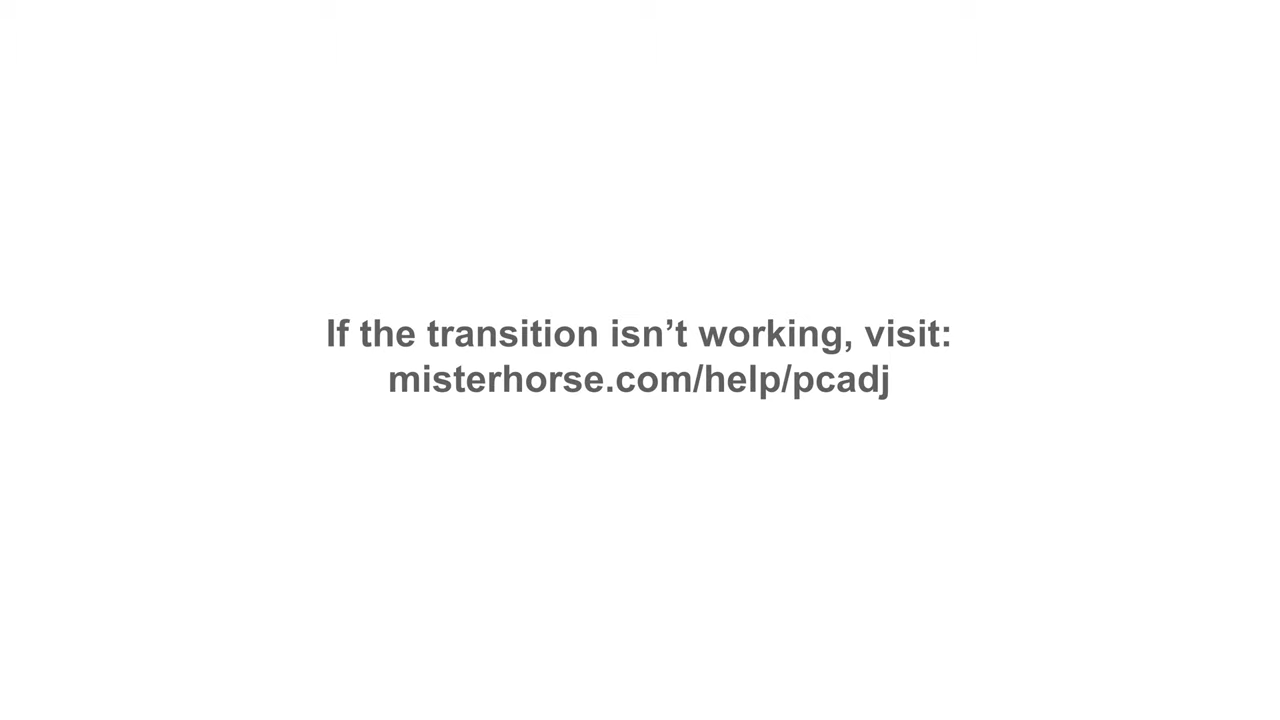 If the transition isn’t working, visit:
misterhorse.com/help/pcadj